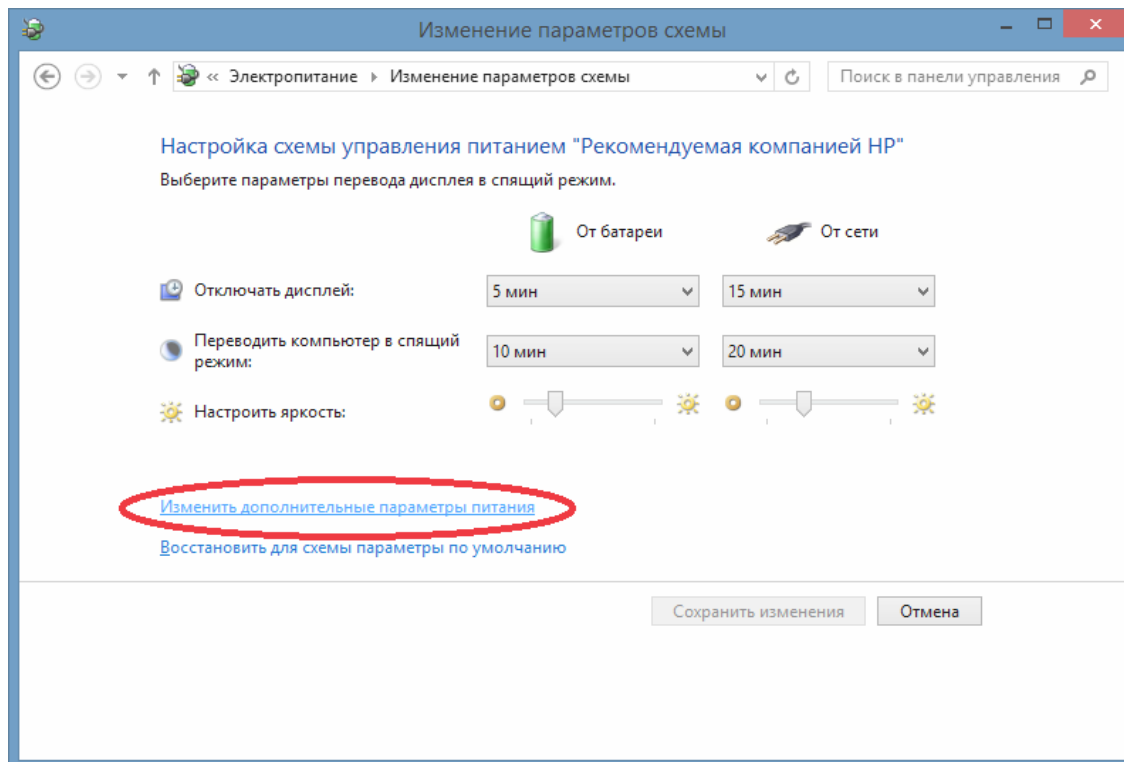 Изменение параметров схемы
« Электропитание Изменение параметров схемы
Поиск в панели управления
Настройка схемы управления питанием "Рекомендуемая компанией HP"
Выберите параметры перевода дисплея в спящий режим.
От батареи От сети
Отключать дисплей: 5 мин 15 мин
Переводить компьютер в спящий
режим: 10 мин 20 мин
Настроить яркость:
Изменить дополнительные параметры питания
Восстановить для схемы параметры по умолчанию
Сохранить изменения Отмена